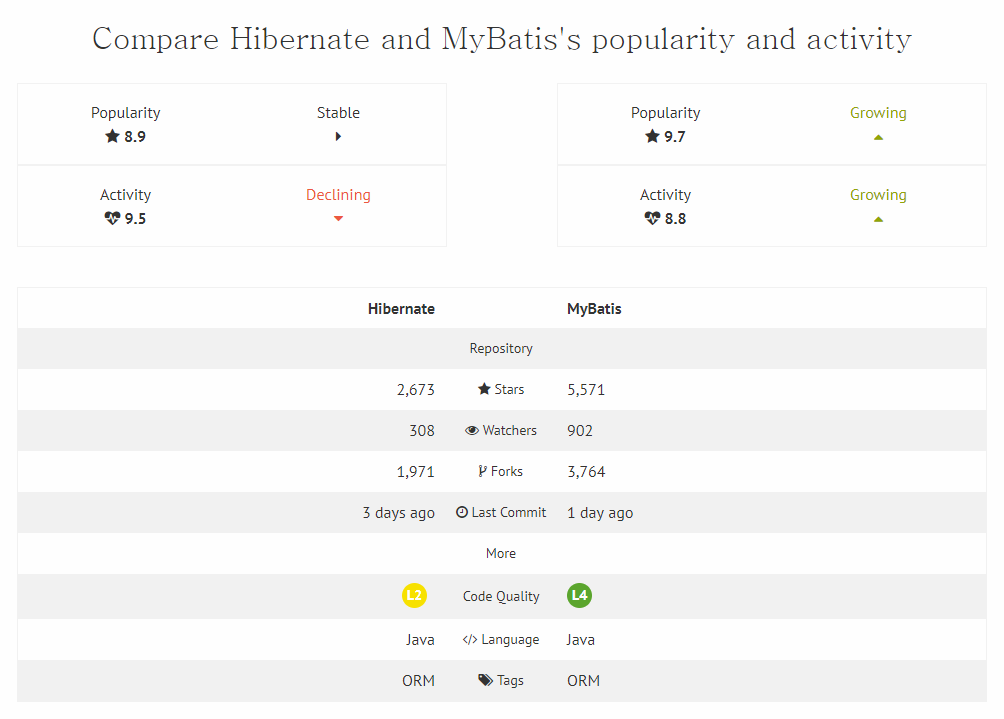 Compare Hibernate and MyBatis's popularity and activity
Popularity Stable
8.9
Activity Declining
9.5
Popularity Growing
9.7
Activity Growing
8.8
Hibernate MyBatis
Repository
2,673 Stars 5,571
308 Watchers 902
1,971 Forks 3,764
3 days ago Last Commit 1 day ago
More
L2 Code Quality L4
Java </> Language Java
ORM Tags ORM